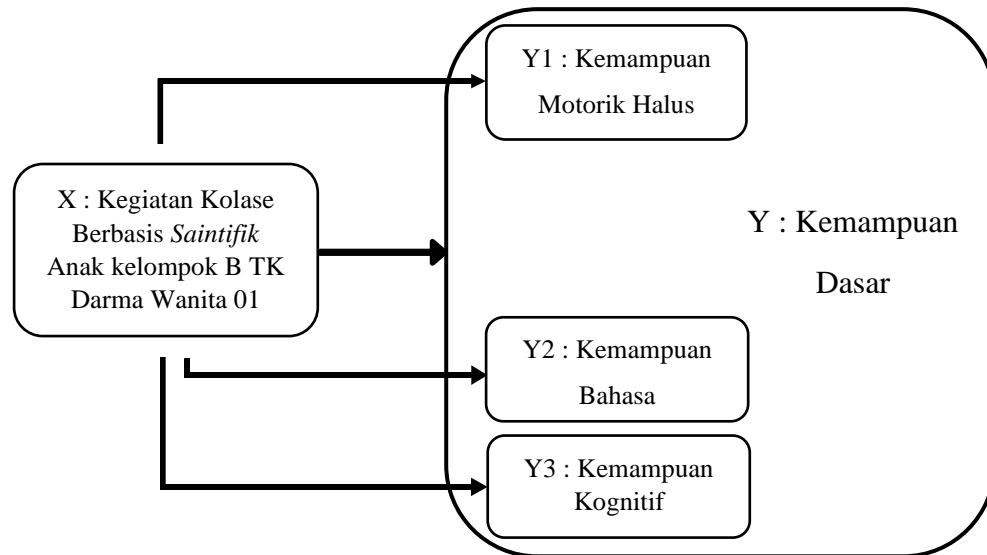 Y1 : Kemampuan
Motorik Halus
X : Kegiatan Kolase
Berbasis Saintifik
Anak kelompok B TK
Darma Wanita 01
Y : Kemampuan
Dasar
Y2 : Kemampuan
Bahasa
Y3 : Kemampuan
Kognitif